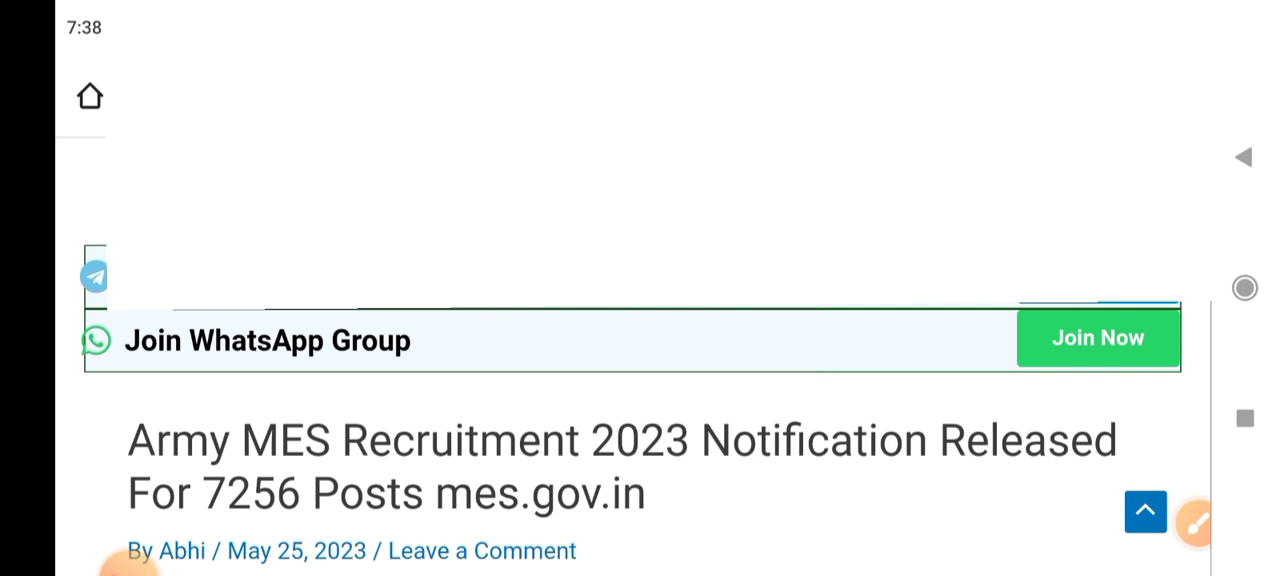 7:38
Join WhatsApp Group
Join Now
Army MES Recruitment 2023 Notification Released
For 7256 Posts mes.gov.in
By Abhi / May 25, 2023 / Leave a Comment